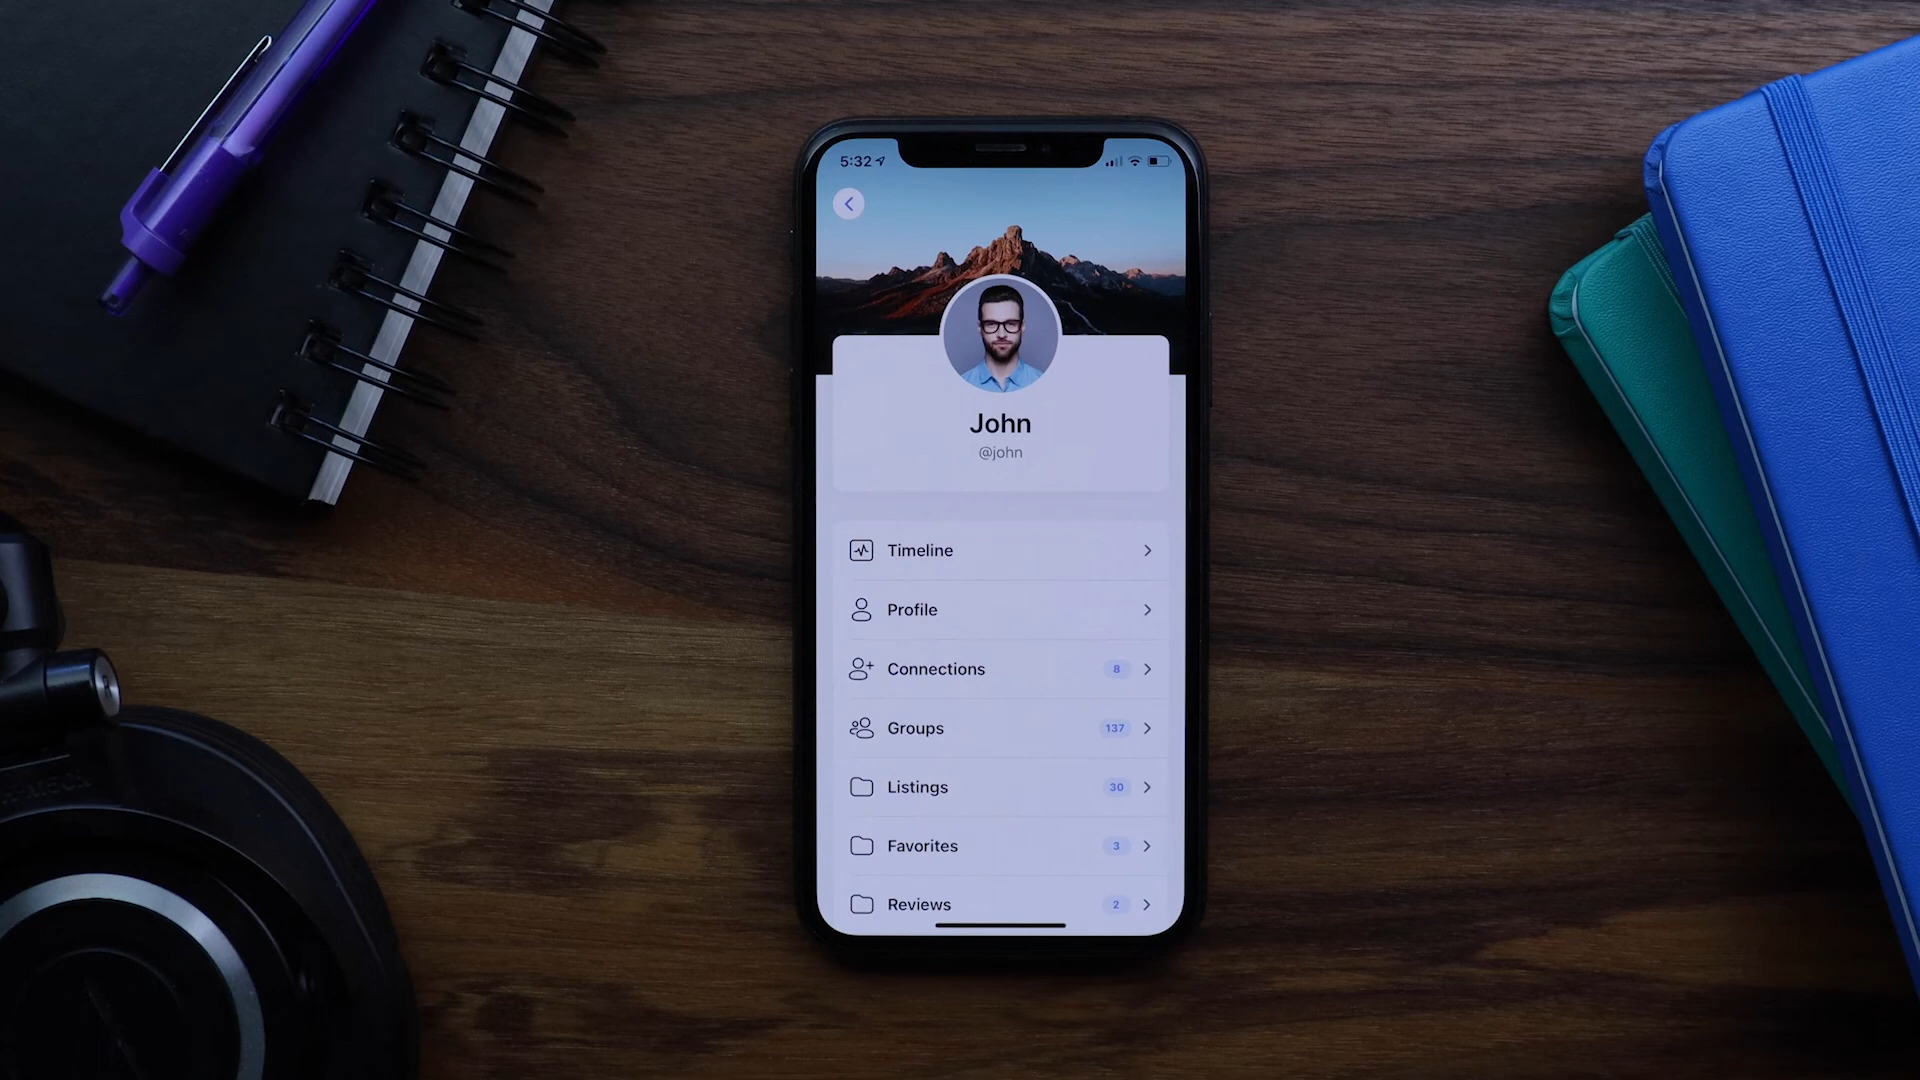 5:32
John
@john
Timeline
Profile
Connections 8
Groups 137
Listings 30
Favorites 3
Reviews 2
R